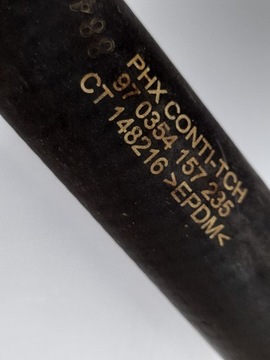 PHX CONTI-TCH
97 0354 157 235
CT 148216 >EPDM<